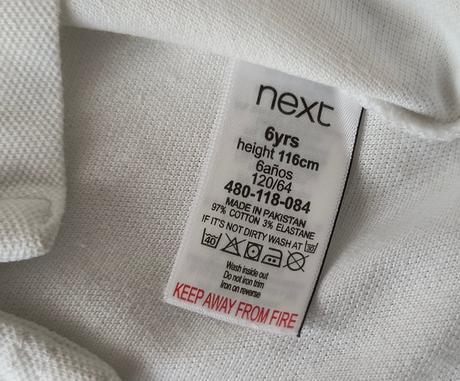 next
6yrs
height 116cm
6años
120/64
480-118-084
MADE IN PAKISTAN
97% COTTON 3% ELASTANE
IF IT'S NOT DIRTY WASH AT 30
40
Wash inside out
Do not iron trim
Iron on reverse
KEEP AWAY FROM FIRE